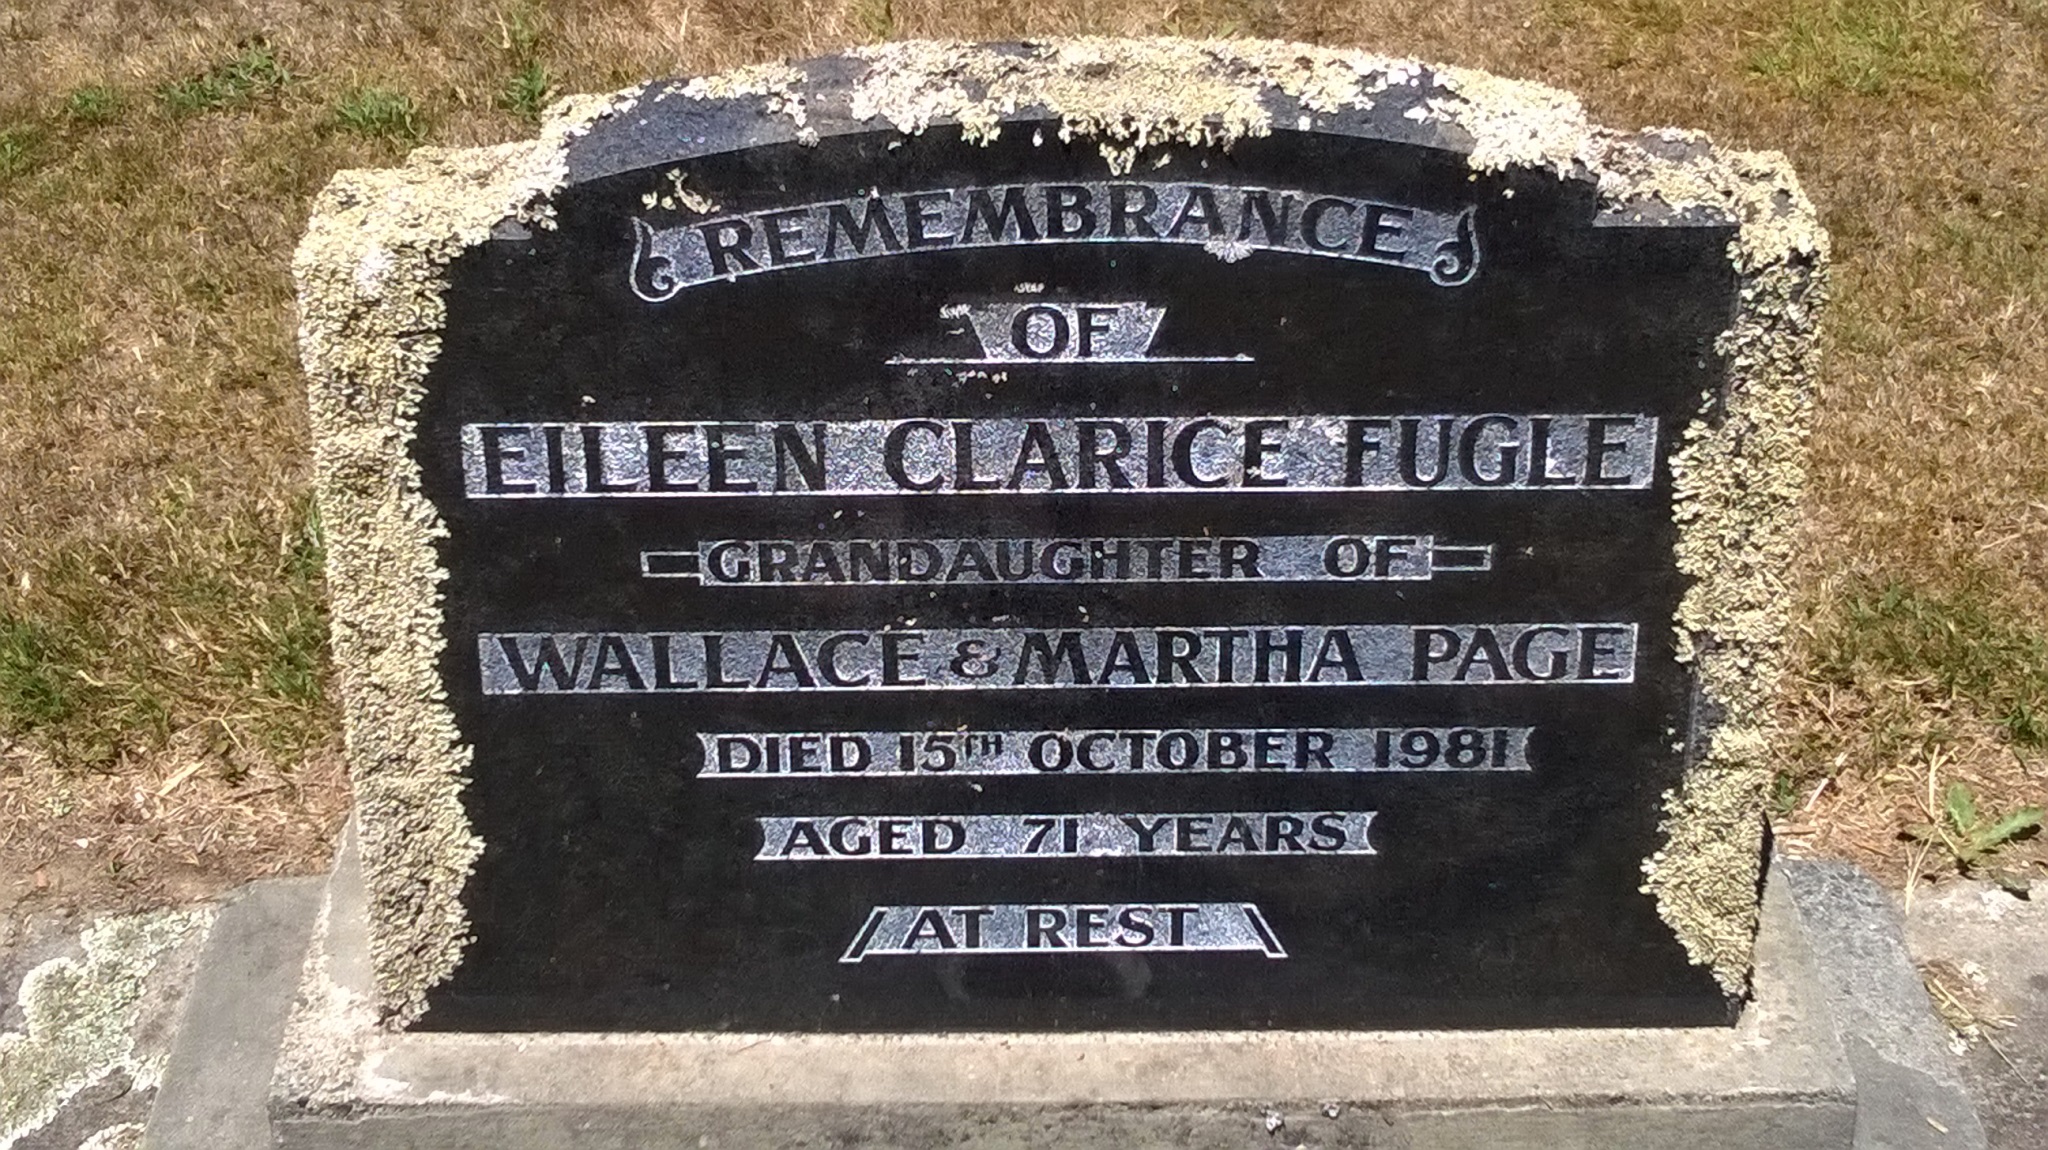 REMEMBRANCE
OF
EILEEN CLARICE FUGLE
GRANDAUGHTER OF
WALLACE & MARTHA PAGE
DIED 15TH OCTOBER 1981
AGED 71 YEARS
AT REST